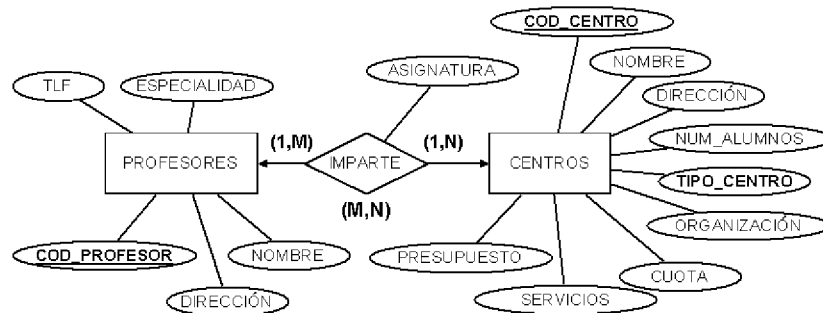 COD_CENTRO
ASIGNATURA
NOMBRE
TLF
ESPECIALIDAD
DIRECCIÓN
(1,M)
(1,N)
NUM_ALUMNOS
PROFESORES
IMPARTE
CENTROS
TIPO_CENTRO
(M,N)
ORGANIZACIÓN
COD_PROFESOR
NOMBRE
PRESUPUESTO
CUOTA
DIRECCIÓN
SERVICIOS